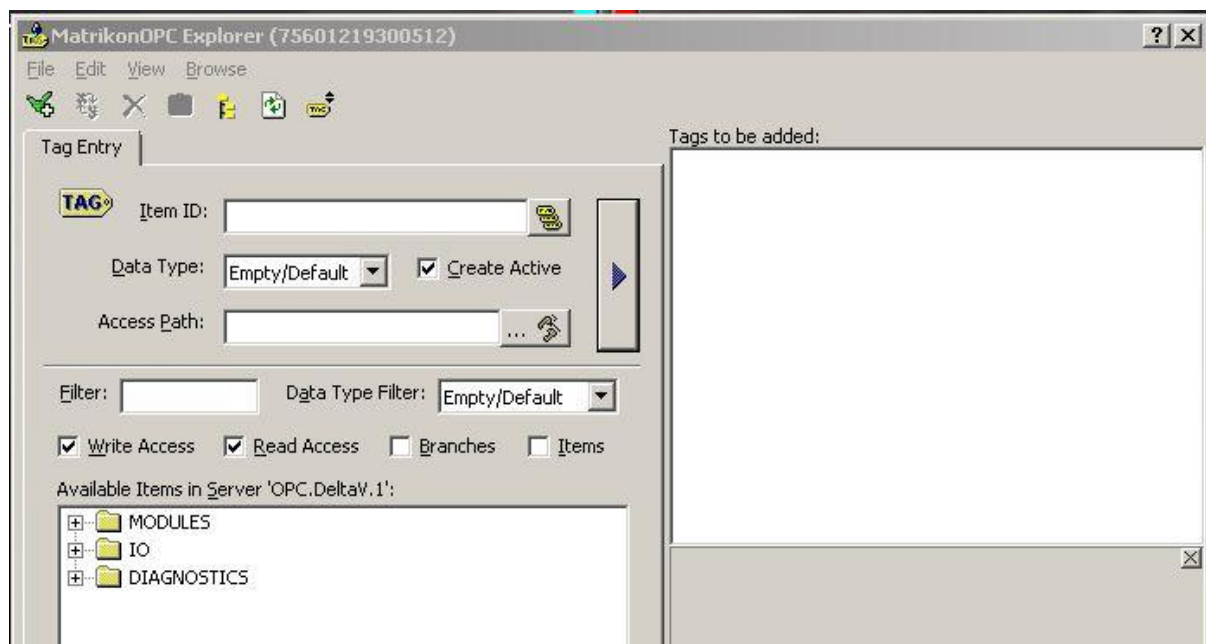 MatrikonOPC Explorer (75601219300512)
File Edit View Browse
Tag Entry
Tags to be added:
TAG Item ID:
Data Type: Empty/Default Create Active
Access Path: ...
Filter: Data Type Filter: Empty/Default
Write Access Read Access Branches Items
Available Items in Server 'OPC.DeltaV.1':
MODULES
IO
DIAGNOSTICS